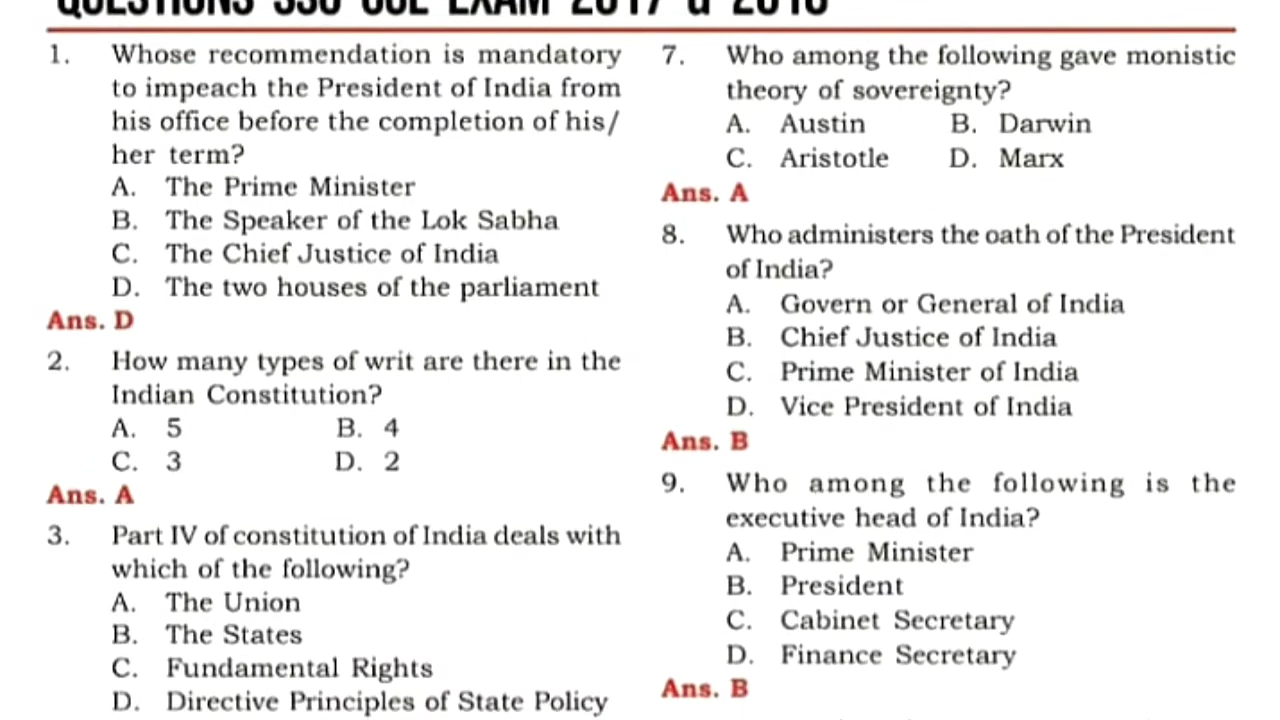 QUESTIONS SSC CGL EXAM 2017 & 2018
1. Whose recommendation is mandatory
to impeach the President of India from
his office before the completion of his/
her term?
A. The Prime Minister
B. The Speaker of the Lok Sabha
C. The Chief Justice of India
D. The two houses of the parliament
Ans. D
2. How many types of writ are there in the
Indian Constitution?
A. 5 B. 4
C. 3 D. 2
Ans. A
3. Part IV of constitution of India deals with
which of the following?
A. The Union
B. The States
C. Fundamental Rights
D. Directive Principles of State Policy
7. Who among the following gave monistic
theory of sovereignty?
A. Austin B. Darwin
C. Aristotle D. Marx
Ans. A
8. Who administers the oath of the President
of India?
A. Govern or General of India
B. Chief Justice of India
C. Prime Minister of India
D. Vice President of India
Ans. B
9. Who among the following is the
executive head of India?
A. Prime Minister
B. President
C. Cabinet Secretary
D. Finance Secretary
Ans. B